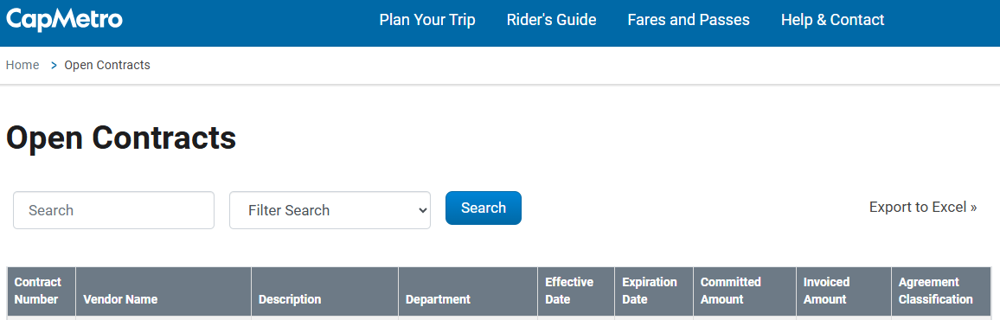 CapMetro Plan Your Trip Rider's Guide Fares and Passes Help & Contact
Home > Open Contracts
Open Contracts
Search Filter Search Search Export to Excel »
Contract Number Vendor Name Description Department Effective Date Expiration Date Committed Amount Invoiced Amount Agreement Classification